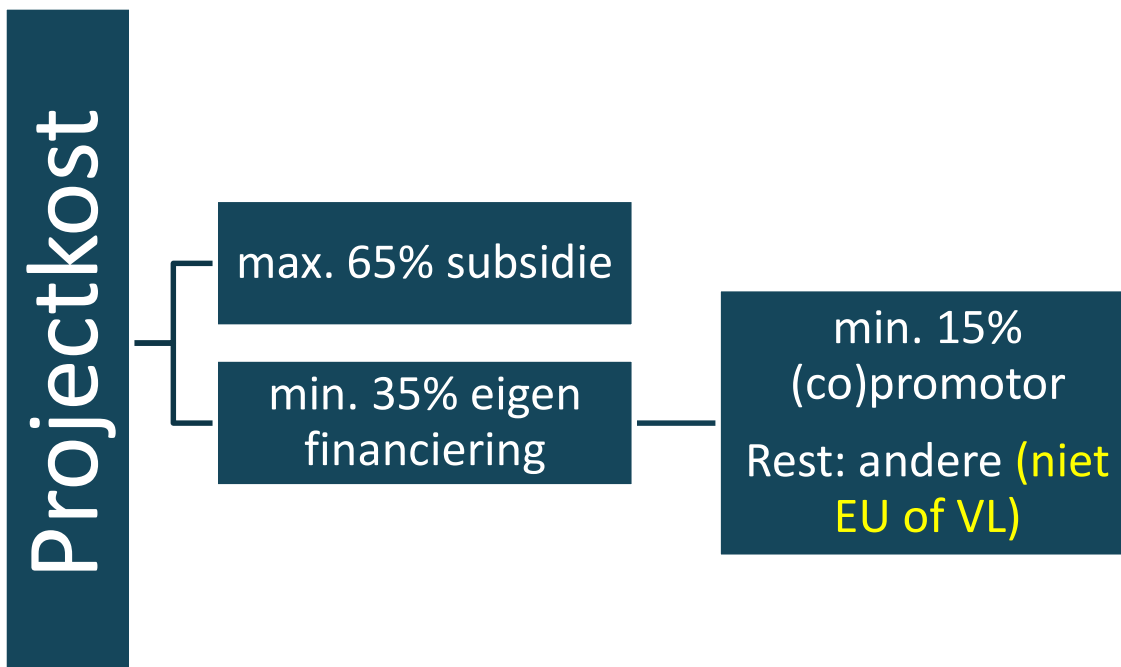 Projectkost
max. 65% subsidie
min. 35% eigen
financiering
min. 15%
(co)promotor
Rest: andere (niet
EU of VL)